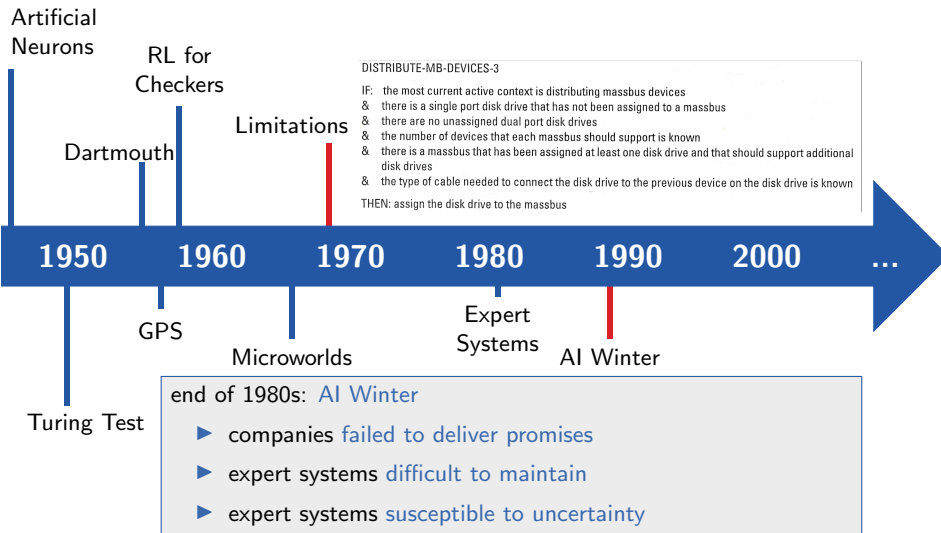 Artificial
Neurons
RL for
Checkers
Dartmouth
Limitations
DISTRIBUTE-MB-DEVICES-3
IF: the most current active context is distributing massbus devices
& there is a single port disk drive that has not been assigned to a massbus
& there are no unassigned dual port disk drives
& the number of devices that each massbus should support is known
& there is a massbus that has been assigned at least one disk drive and that should support additional
disk drives
& the type of cable needed to connect the disk drive to the previous device on the disk drive is known
THEN: assign the disk drive to the massbus
1950 1960 1970 1980 1990 2000 ...
GPS
Microworlds
Expert
Systems
AI Winter
Turing Test
end of 1980s: AI Winter
▶ companies failed to deliver promises
▶ expert systems difficult to maintain
▶ expert systems susceptible to uncertainty